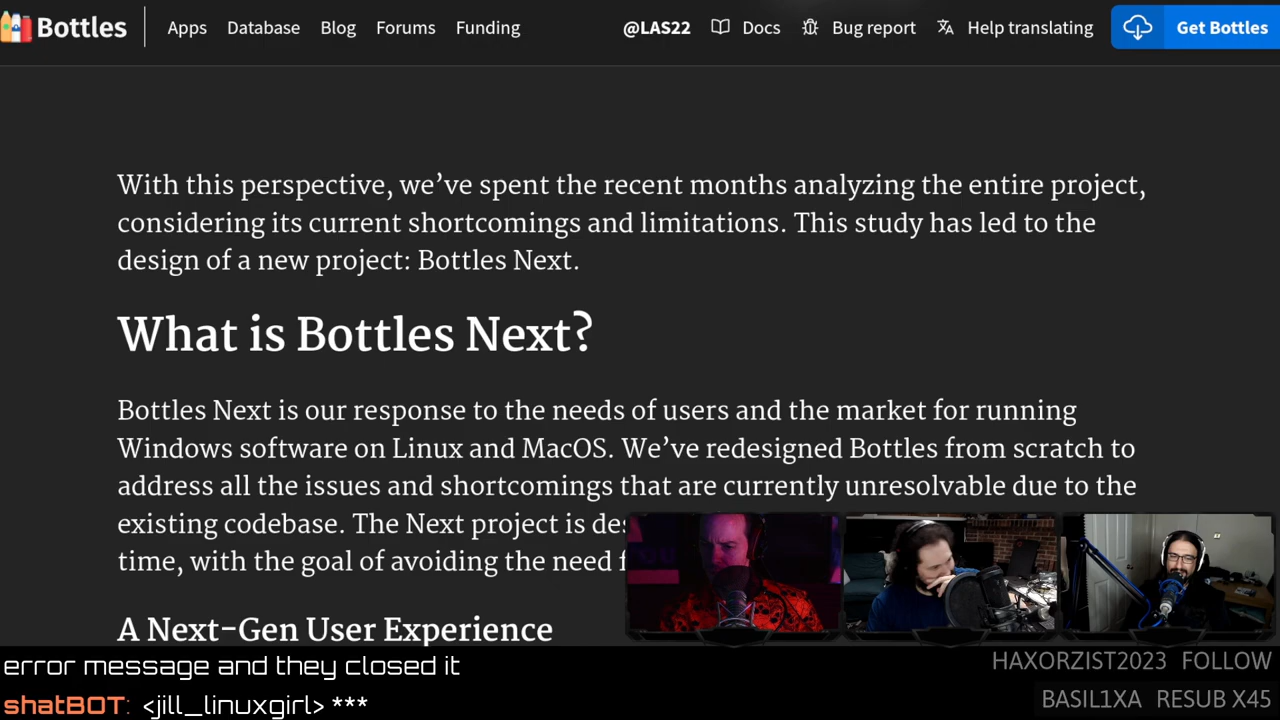 Bottles
Apps Database Blog Forums Funding @LAS22 Docs Bug report Help translating Get Bottles
With this perspective, we’ve spent the recent months analyzing the entire project,
considering its current shortcomings and limitations. This study has led to the
design of a new project: Bottles Next.
What is Bottles Next?
Bottles Next is our response to the needs of users and the market for running
Windows software on Linux and MacOS. We’ve redesigned Bottles from scratch to
address all the issues and shortcomings that are currently unresolvable due to the
existing codebase. The Next project is
time, with the goal of avoiding the need
A Next-Gen User Experience
error message and they closed it
shatBOT: <jill_linuxgirl> ***
HAXORZIST2023 FOLLOW
BASIL1XA RESUB X45